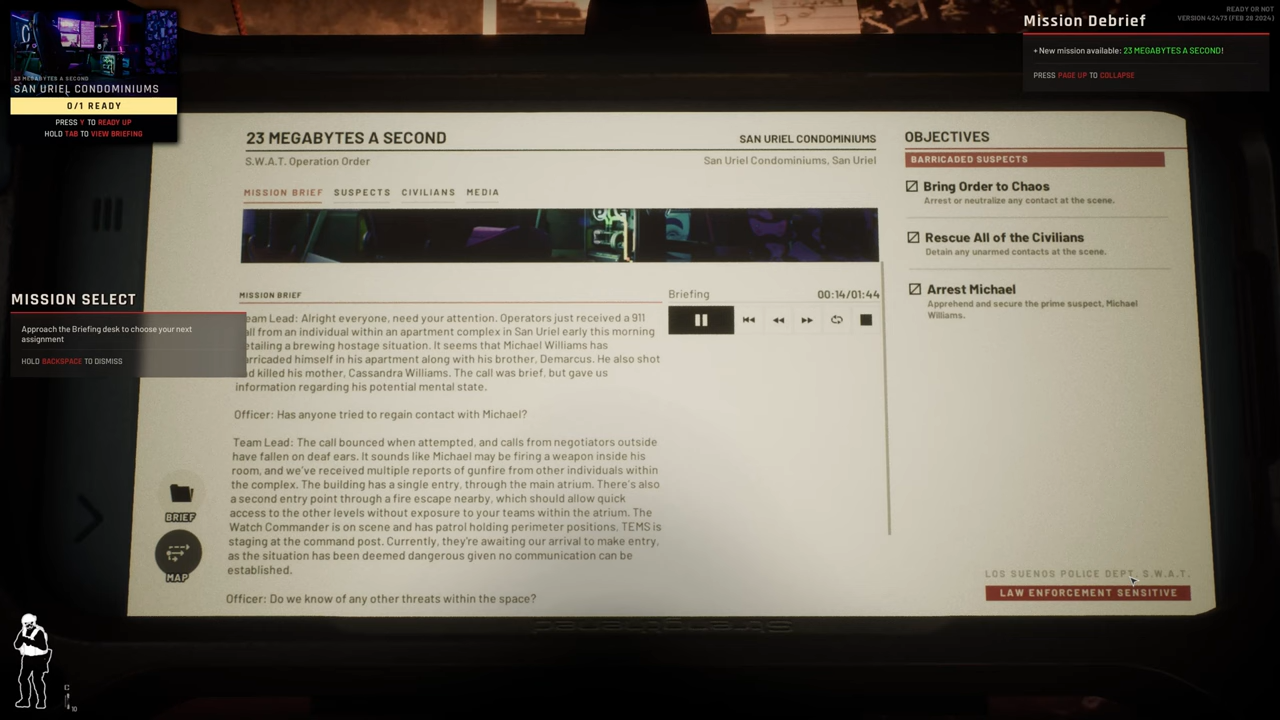 READY OR NOT
VERSION 42473 (FEB 28 2024)
Mission Debrief
+ New mission available: 23 MEGABYTES A SECOND!
PRESS PAGE UP TO COLLAPSE
23 MEGABYTES A SECOND
SAN URIEL CONDOMINIUMS
0/1 READY
PRESS Y TO READY UP
HOLD TAB TO VIEW BRIEFING
MISSION SELECT
Approach the Briefing desk to choose your next
assignment
HOLD BACKSPACE TO DISMISS
23 MEGABYTES A SECOND
SAN URIEL CONDOMINIUMS
S.W.A.T. Operation Order
San Uriel Condominiums, San Uriel
MISSION BRIEF SUSPECTS CIVILIANS MEDIA
MISSION BRIEF
Briefing 00:14/01:44
eam Lead: Alright everyone, need your attention. Operators just received a 911
all from an individual within an apartment complex in San Uriel early this morning
etailing a brewing hostage situation. It seems that Michael Williams has
arricaded himself in his apartment along with his brother, Demarcus. He also shot
nd killed his mother, Cassandra Williams. The call was brief, but gave us
information regarding his potential mental state.
Officer: Has anyone tried to regain contact with Michael?
Team Lead: The call bounced when attempted, and calls from negotiators outside
have fallen on deaf ears. It sounds like Michael may be firing a weapon inside his
room, and we've received multiple reports of gunfire from other individuals within
the complex. The building has a single entry, through the main atrium. There's also
a second entry point through a fire escape nearby, which should allow quick
access to the other levels without exposure to your teams within the atrium. The
Watch Commander is on scene and has patrol holding perimeter positions, TEMS is
staging at the command post. Currently, they're awaiting our arrival to make entry,
as the situation has been deemed dangerous given no communication can be
established.
Officer: Do we know of any other threats within the space?
OBJECTIVES
BARRICADED SUSPECTS
Bring Order to Chaos
Arrest or neutralize any contact at the scene.
Rescue All of the Civilians
Detain any unarmed contacts at the scene.
Arrest Michael
Apprehend and secure the prime suspect, Michael
Williams.
BRIEF
MAP
LOS SUENOS POLICE DEPT. S.W.A.T.
LAW ENFORCEMENT SENSITIVE
10